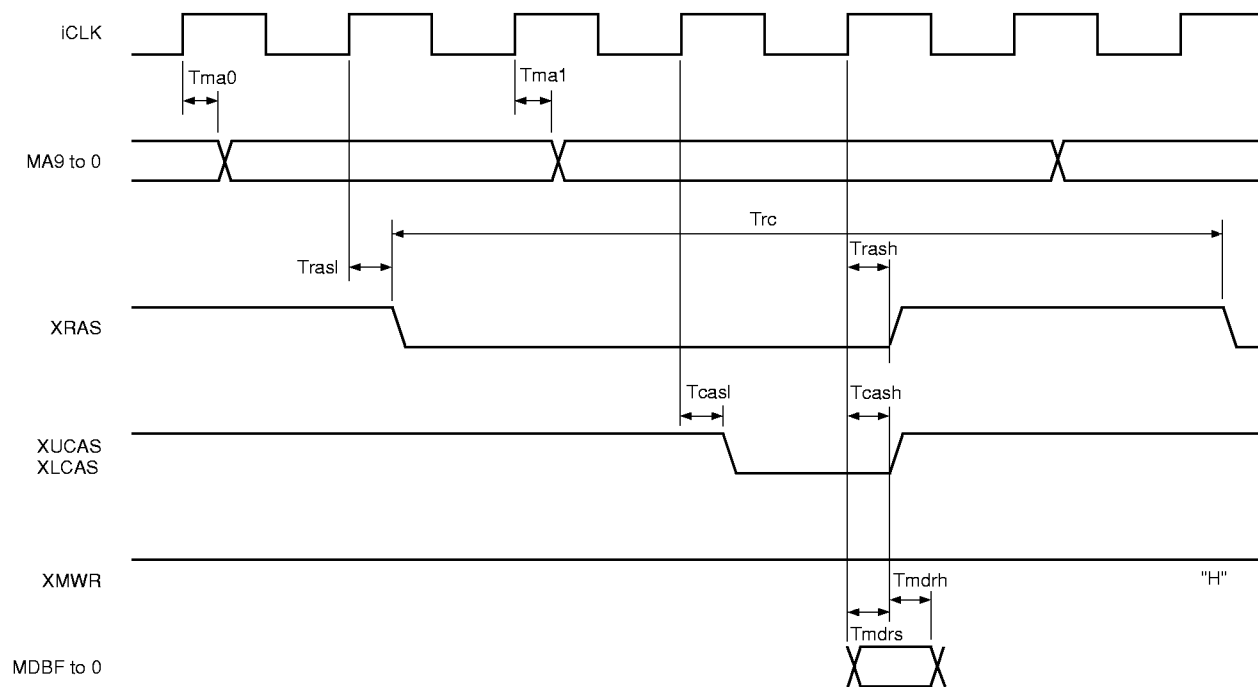 iCLK
Tma0
Tma1
MA9 to 0
Trc
Trasl
Trash
XRAS
Tcasl
Tcash
XUCAS
XLCAS
XMWR
"H"
Tmdrh
Tmdrs
MDBF to 0